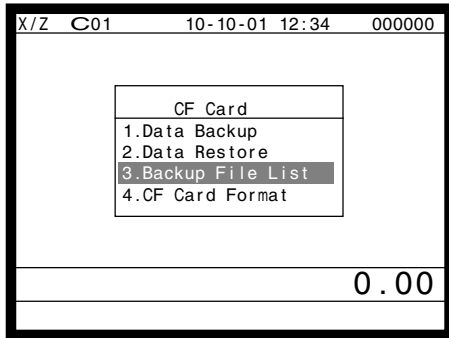 X/Z C01 10-10-01 12:34 000000
CF Card
1.Data Backup
2.Data Restore
3.Backup File List
4.CF Card Format
0.00